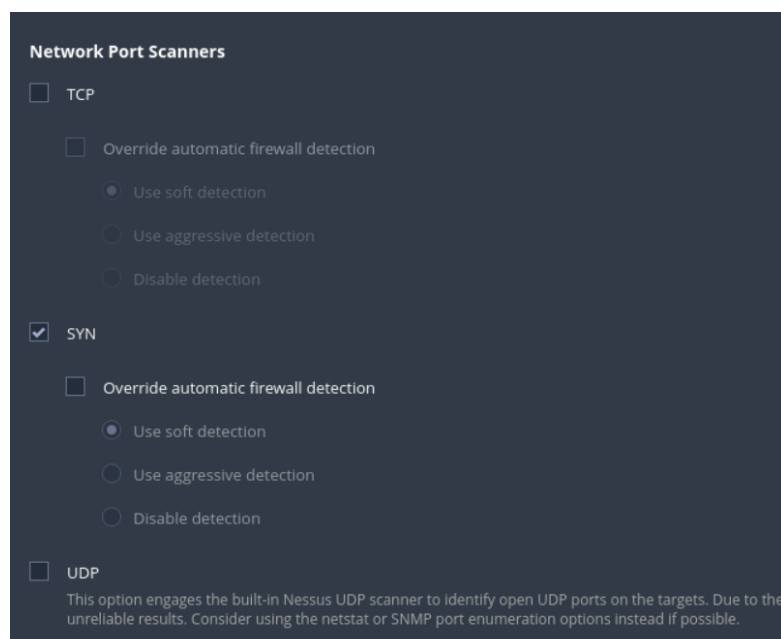 Network Port Scanners
TCP
Override automatic firewall detection
Use soft detection
Use aggressive detection
Disable detection
SYN
Override automatic firewall detection
Use soft detection
Use aggressive detection
Disable detection
UDP
This option engages the built-in Nessus UDP scanner to identify open UDP ports on the targets. Due to the
unreliable results. Consider using the netstat or SNMP port enumeration options instead if possible.